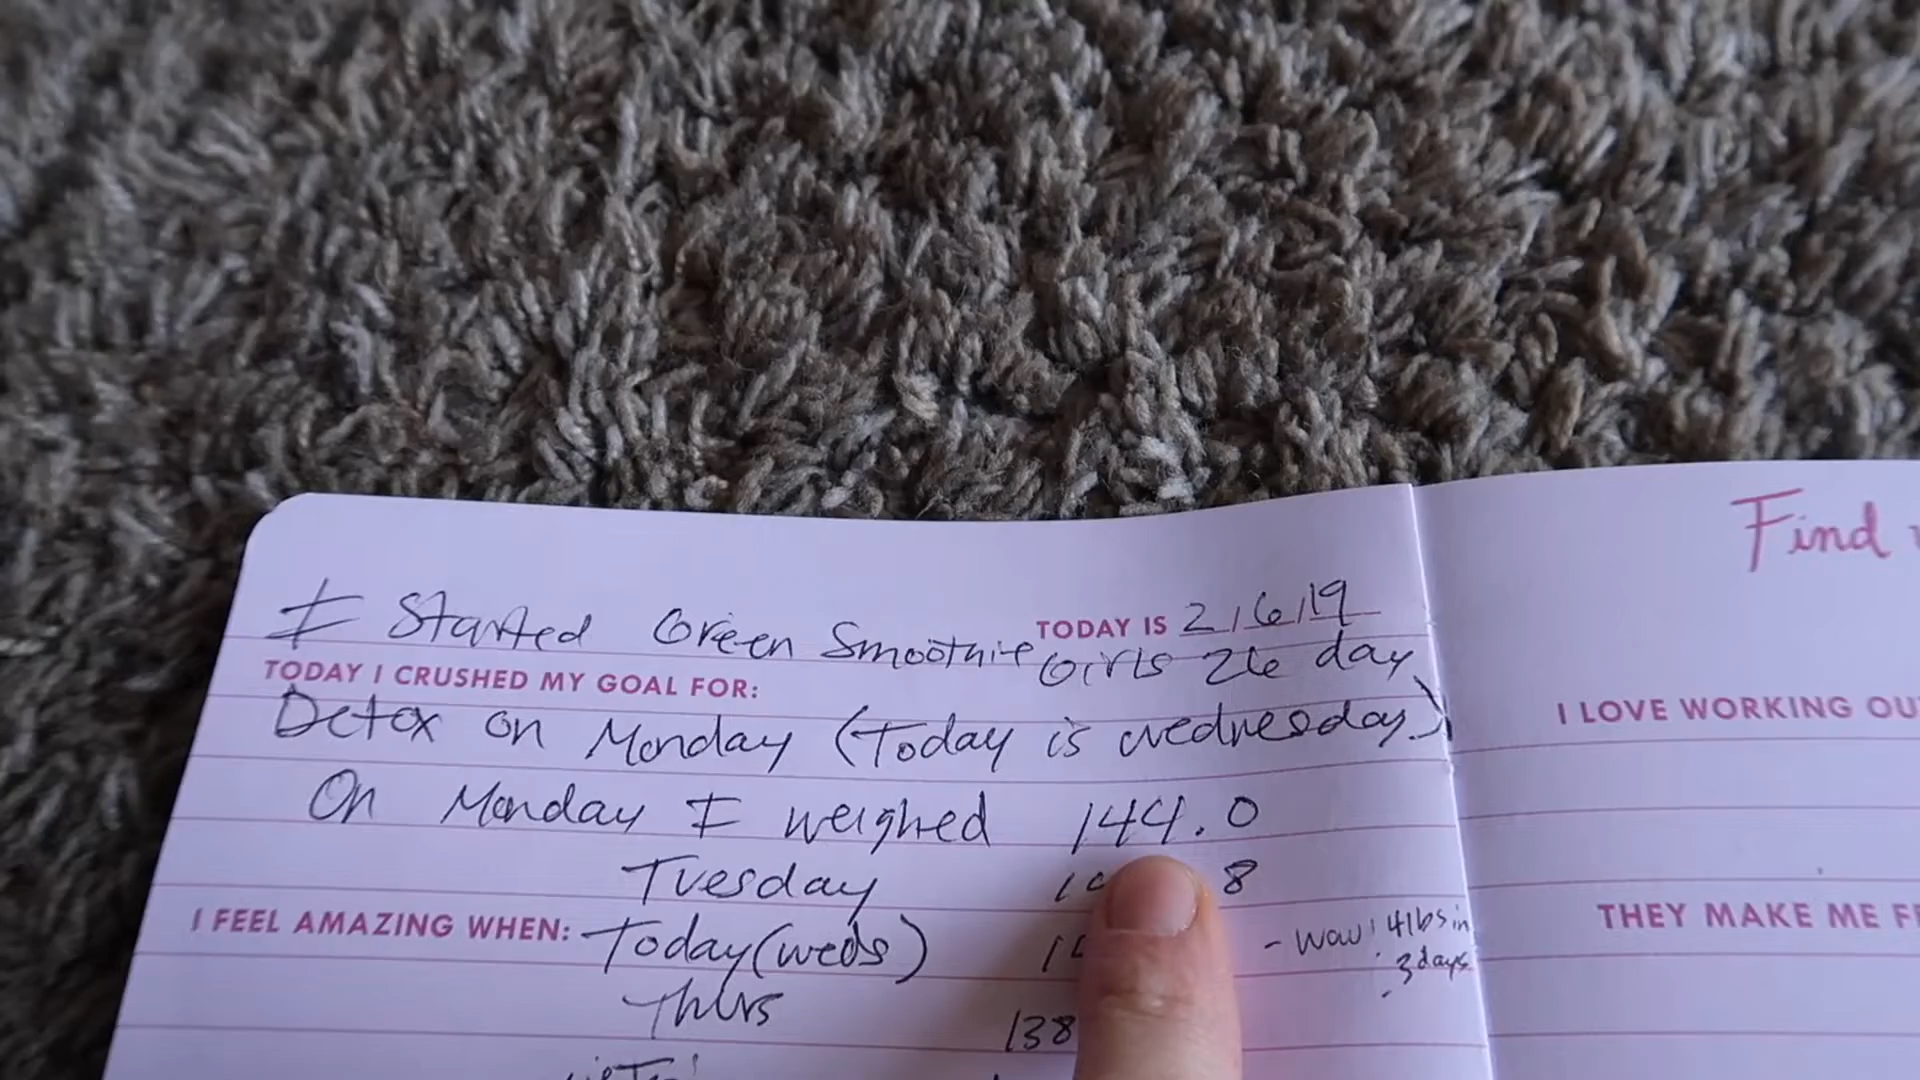 TODAY IS 2/6/19
I Started Green Smoothie Girls 26 day
TODAY I CRUSHED MY GOAL FOR:
Detox on Monday (Today is wednesday)
On Monday I weighed 144.0
Tuesday 8
I FEEL AMAZING WHEN: Today (weds) - wow! 4lbs in
3 days
Thurs 138
Find
I LOVE WORKING OU
THEY MAKE ME FE